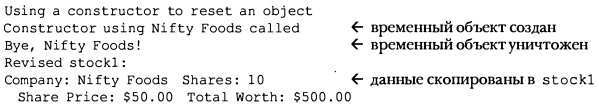 Using a constructor to reset an object
Constructor using Nifty Foods called ← временный объект создан
Bye, Nifty Foods! ← временный объект уничтожен
Revised stock1:
Company: Nifty Foods Shares: 10 ← данные скопированы в stock1
Share Price: $50.00 Total Worth: $500.00